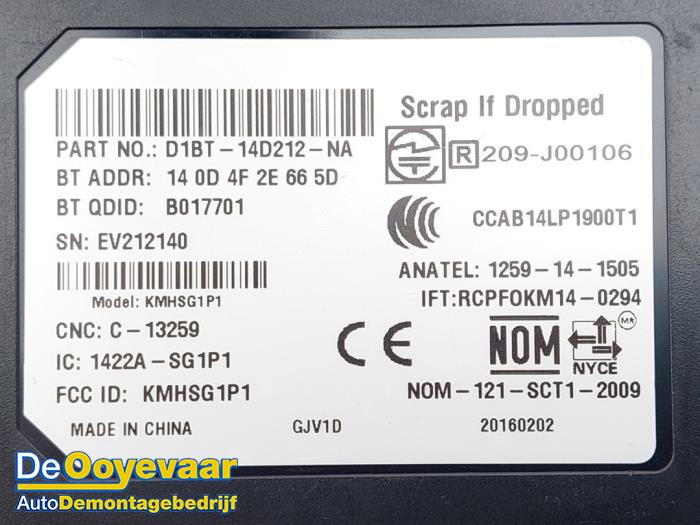 Scrap If Dropped
PART NO.: D1BT-14D212-NA
R 209-J00106
BT ADDR: 14 0D 4F 2E 66 5D
BT QDID: B017701
CCAB14LP1900T1
SN: EV212140
ANATEL: 1259-14-1505
Model: KMHSG1P1
IFT:RCPFOKM14-0294
CNC: C-13259
CE
NOM
MR
NYCE
IC: 1422A-SG1P1
FCC ID: KMHSG1P1
NOM-121-SCT1-2009
MADE IN CHINA
GJV1D
20160202
De Ooyevaar
AutoDemontagebedrijf